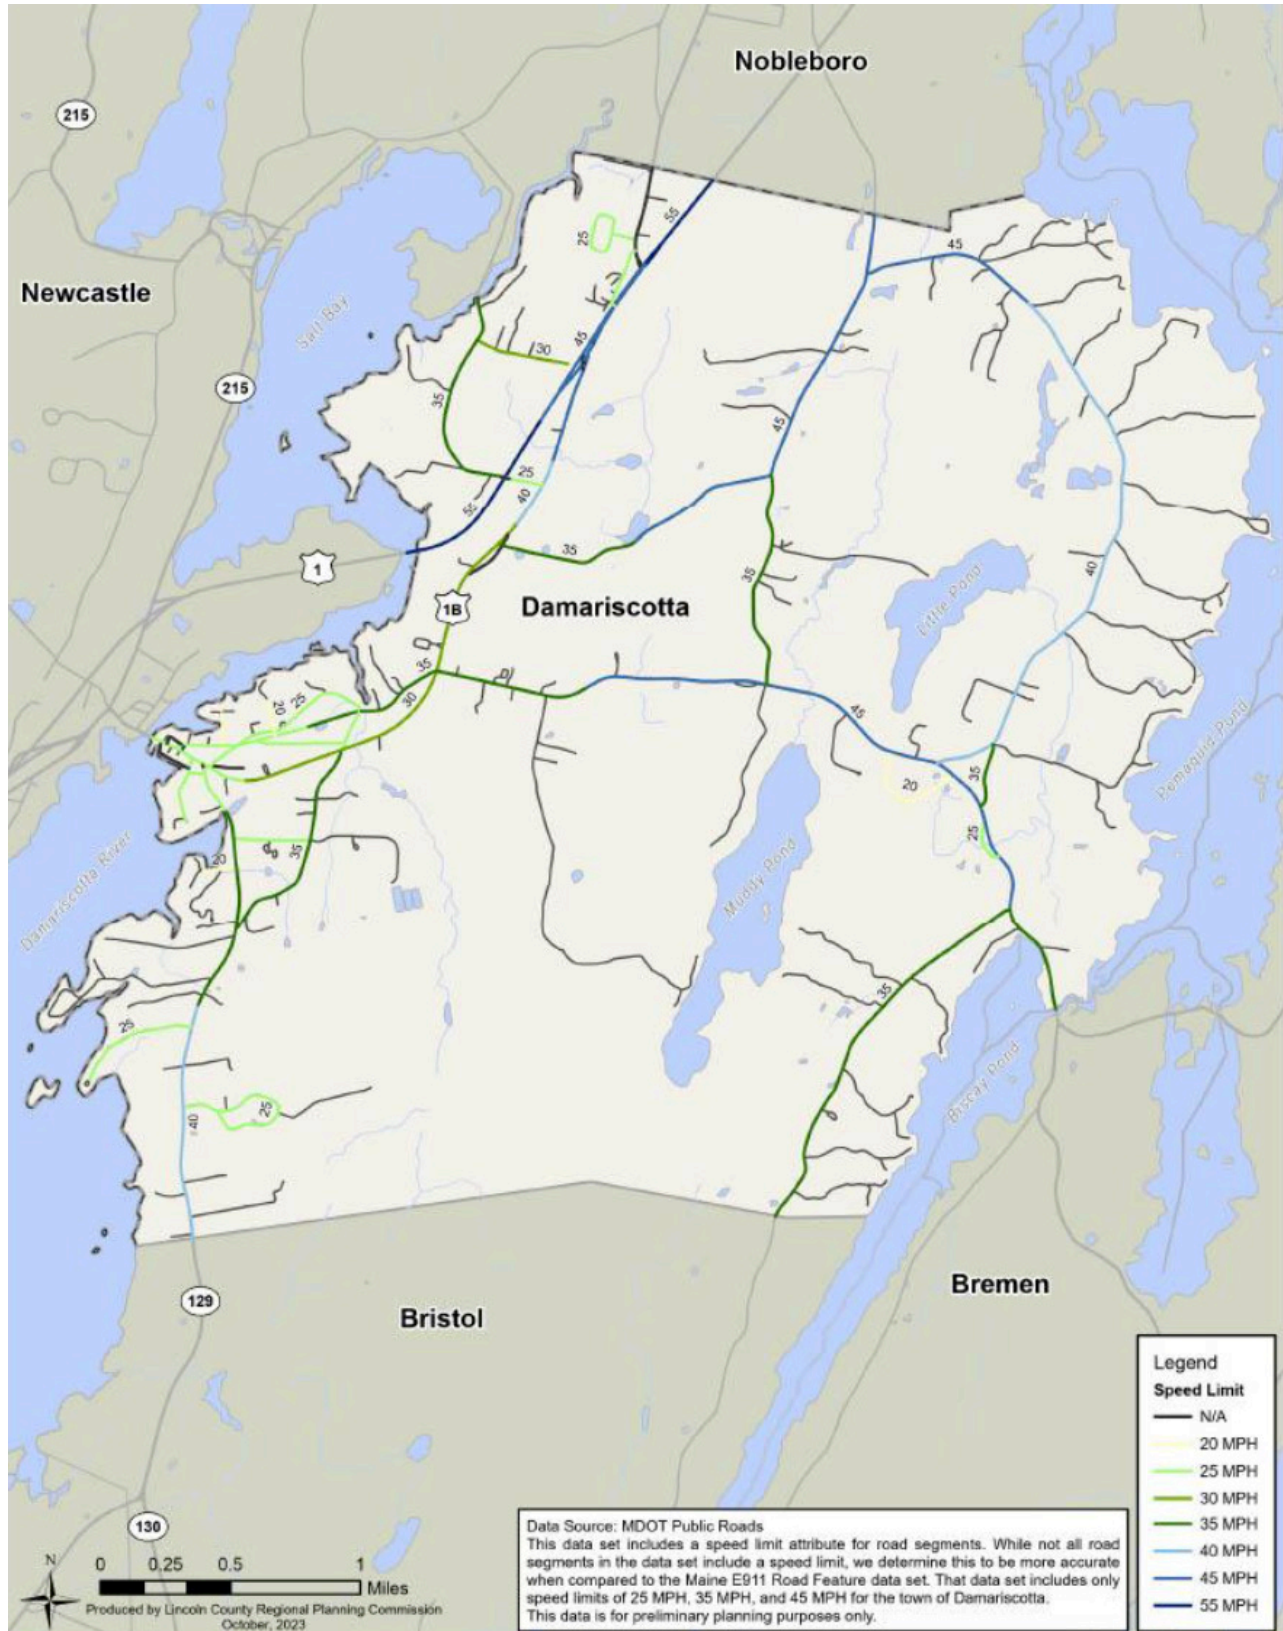 Nobleboro
215
55
25
45
Newcastle
Salt Bay
45
30
215
35
45
25
40
55
1
35
40
35
Little Pond
1B
Damariscotta
35
25
20
30
45
Pemaquid Pond
35
20
25
20
35
Muddy Pond
Damariscotta River
35
25
Biscay Pond
25
40
Bremen
129
Bristol
Legend
Speed Limit
N/A
20 MPH
25 MPH
30 MPH
35 MPH
40 MPH
45 MPH
55 MPH
130
N
0 0.25 0.5 1
Miles
Produced by Lincoln County Regional Planning Commission
October, 2023
Data Source: MDOT Public Roads
This data set includes a speed limit attribute for road segments. While not all road
segments in the data set include a speed limit, we determine this to be more accurate
when compared to the Maine E911 Road Feature data set. That data set includes only
speed limits of 25 MPH, 35 MPH, and 45 MPH for the town of Damariscotta.
This data is for preliminary planning purposes only.